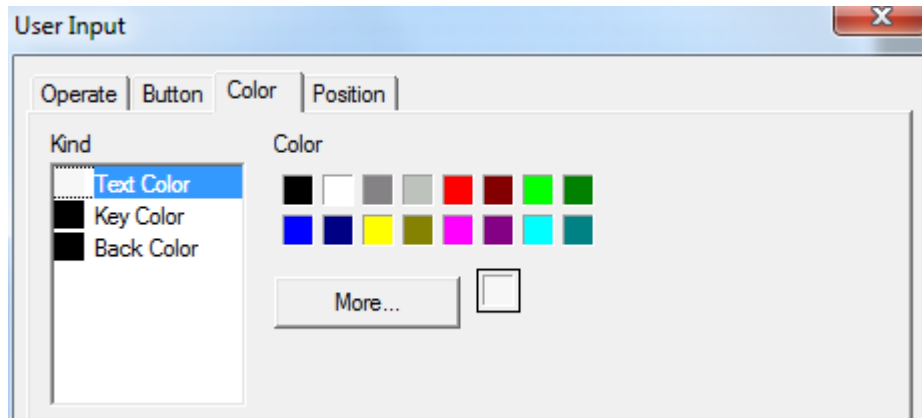 User Input
Operate Button Color Position
Kind
Color
Text Color
Key Color
Back Color
More...